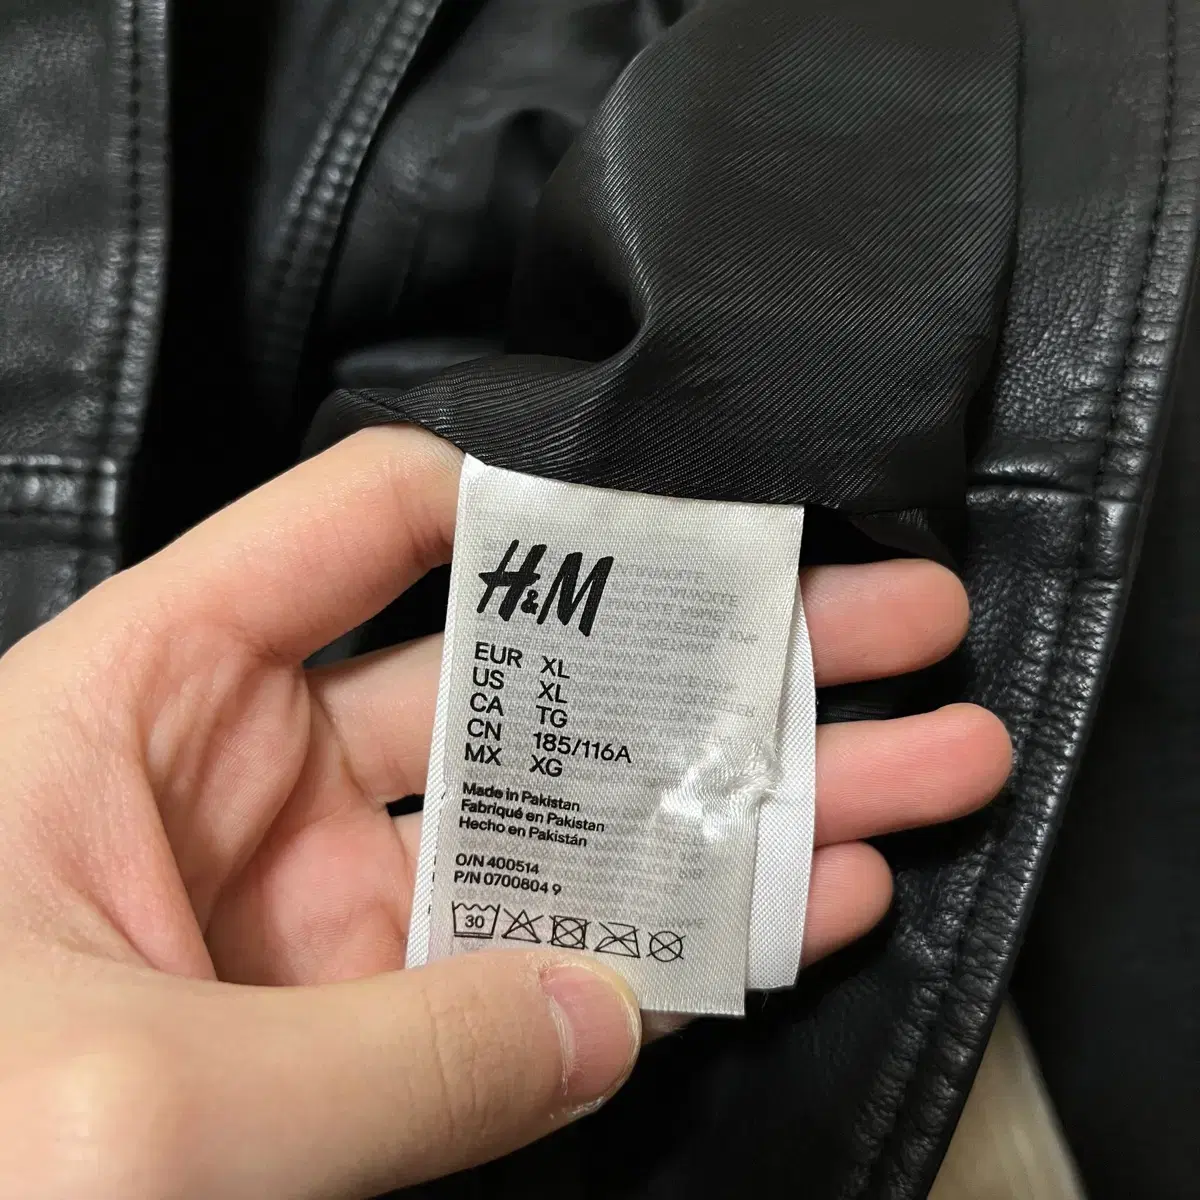 H&M
EUR XL
US XL
CA TG
CN 185/116A
MX XG
Made in Pakistan
Fabriqué en Pakistan
Hecho en Pakistán
O/N 400514
P/N 0700804 9
30